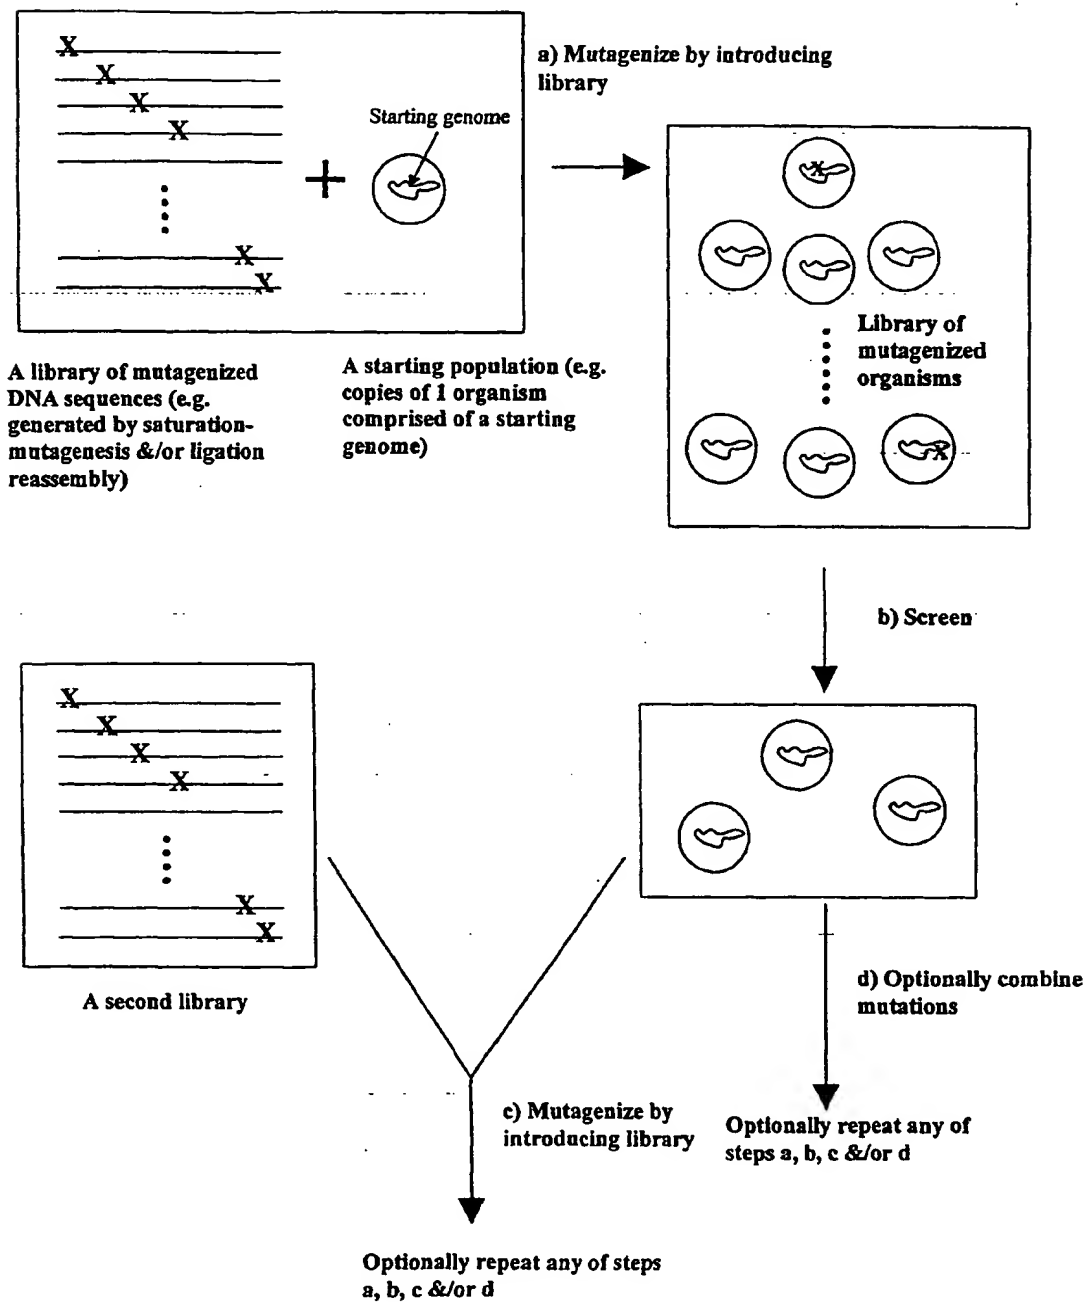 X
X
X
X
X
X
+
Starting genome
a) Mutagenize by introducing
library
A library of mutagenized
DNA sequences (e.g.
generated by saturation-
mutagenesis &/or ligation
reassembly)
A starting population (e.g.
copies of 1 organism
comprised of a starting
genome)
x
Library of
mutagenized
organisms
x
b) Screen
X
X
X
X
X
X
A second library
d) Optionally combine
mutations
c) Mutagenize by
introducing library
Optionally repeat any of
steps a, b, c &/or d
Optionally repeat any of steps
a, b, c &/or d